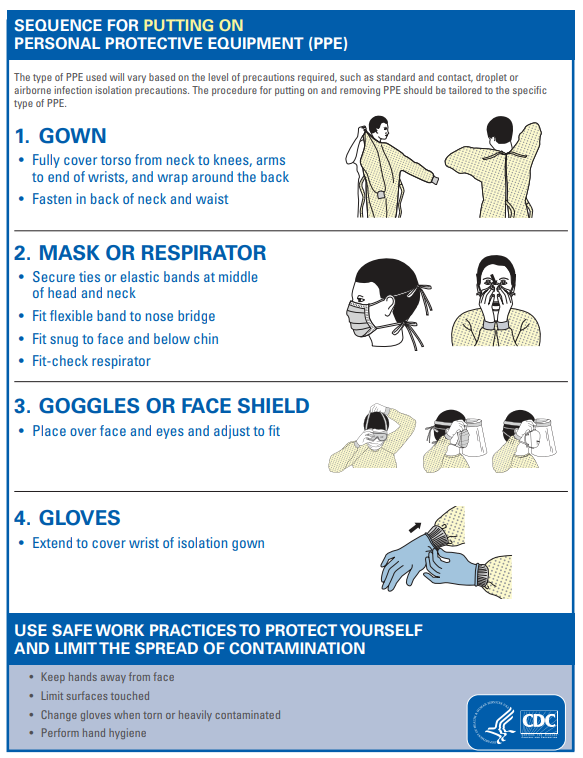 SEQUENCE FOR PUTTING ON
PERSONAL PROTECTIVE EQUIPMENT (PPE)
The type of PPE used will vary based on the level of precautions required, such as standard and contact, droplet or
airborne infection isolation precautions. The procedure for putting on and removing PPE should be tailored to the specific
type of PPE.
1. GOWN
• Fully cover torso from neck to knees, arms
to end of wrists, and wrap around the back
• Fasten in back of neck and waist
2. MASK OR RESPIRATOR
• Secure ties or elastic bands at middle
of head and neck
• Fit flexible band to nose bridge
• Fit snug to face and below chin
• Fit-check respirator
3. GOGGLES OR FACE SHIELD
• Place over face and eyes and adjust to fit
4. GLOVES
• Extend to cover wrist of isolation gown
USE SAFE WORK PRACTICES TO PROTECT YOURSELF
AND LIMIT THE SPREAD OF CONTAMINATION
• Keep hands away from face
• Limit surfaces touched
• Change gloves when torn or heavily contaminated
• Perform hand hygiene
CDC